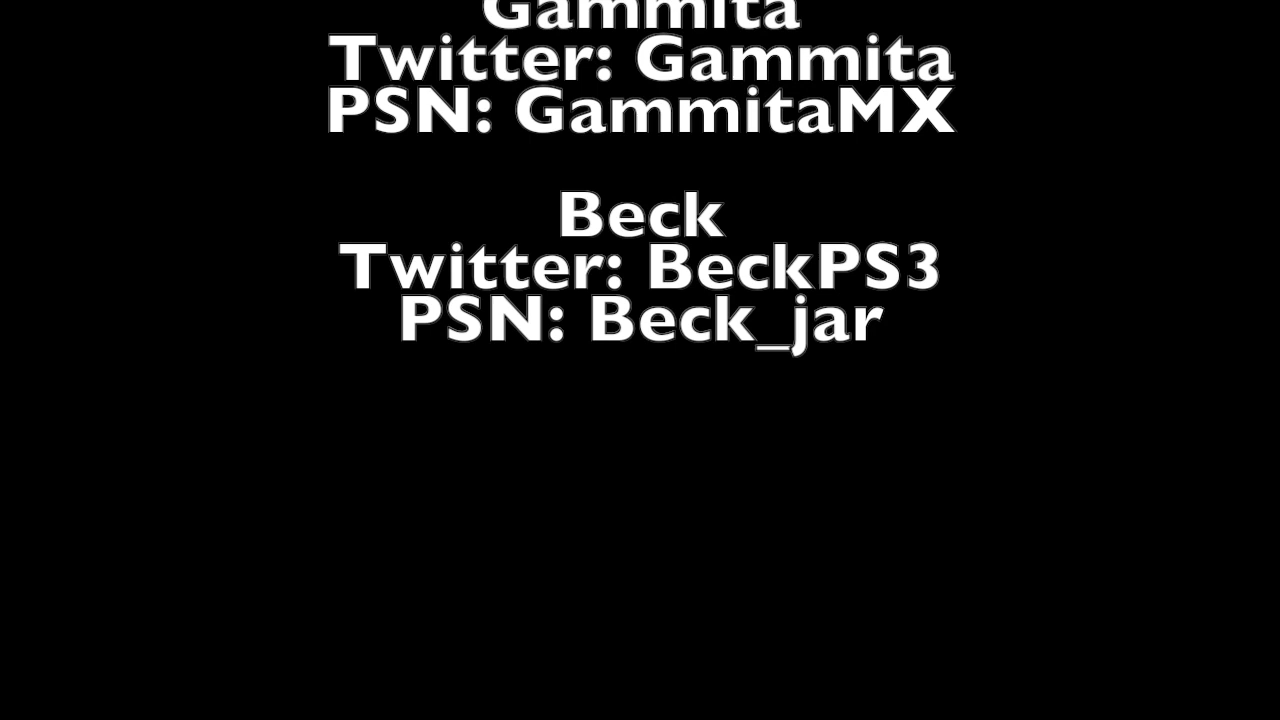 Gammita
Twitter: Gammita
PSN: GammitaMX
Beck
Twitter: BeckPS3
PSN: Beck_jar